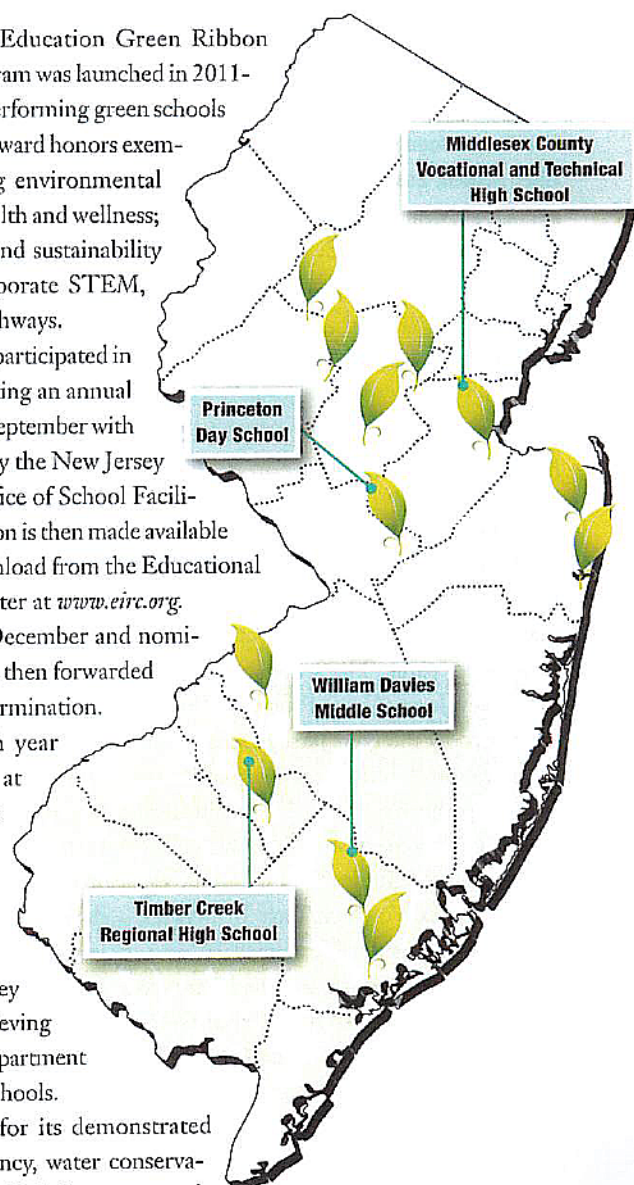 Education Green Ribbon
ram was launched in 2011-
erforming green schools
ward honors exem-
g environmental
lth and wellness;
nd sustainability
porate STEM,
hways.
participated in
ting an annual
eptember with
y the New Jersey
ice of School Facili-
on is then made available
nload from the Educational
ter at www.eirc.org.
December and nomi-
then forwarded
rmination.
n year
at
ey
eving
partment
hools.
for its demonstrated
ncy, water conserva-
Middlesex County
Vocational and Technical
High School
Princeton
Day School
William Davies
Middle School
Timber Creek
Regional High School